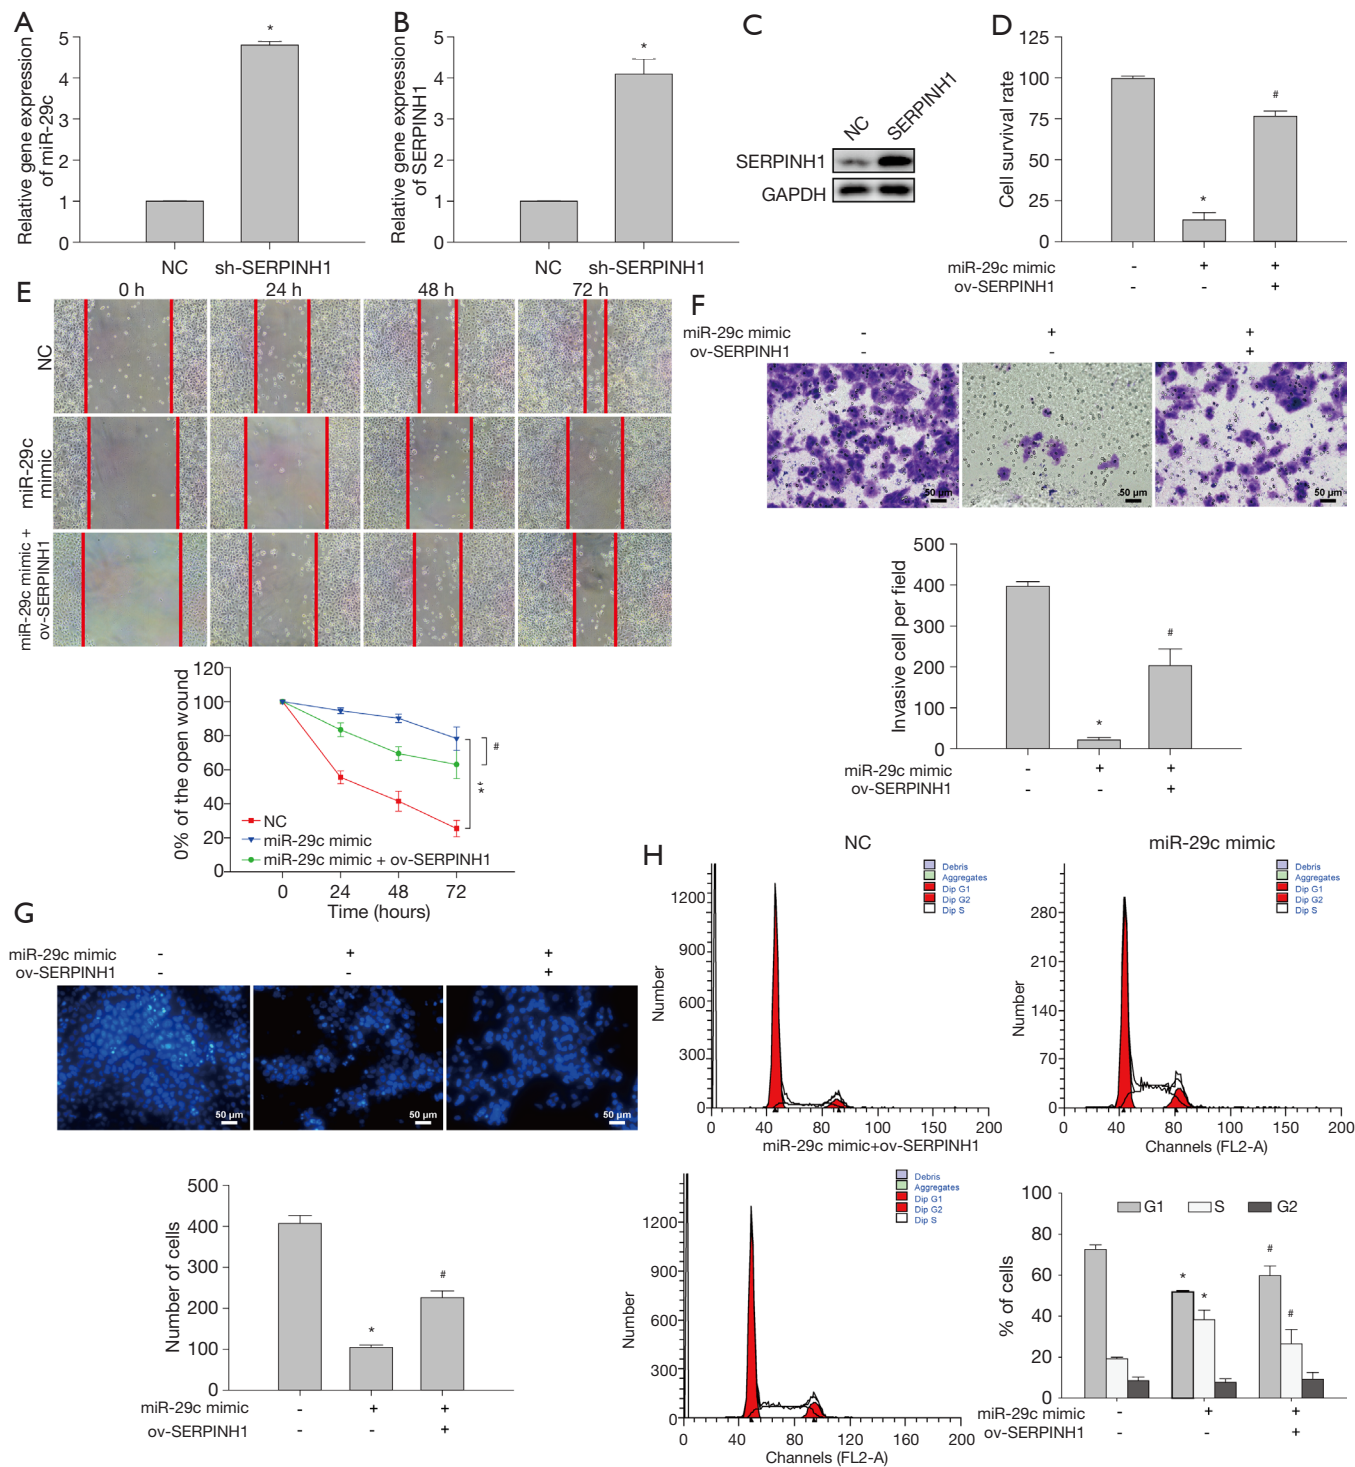 A
Relative gene expression
of miR-29c
5
4
3
2
1
0
*
NC
sh-SERPINH1
B
Relative gene expression
of SERPINH1
5
4
3
2
1
0
*
NC
sh-SERPINH1
C
NC
SERPINH1
SERPINH1
GAPDH
D
Cell survival rate
125
75
50
25
0
*
#
miR-29c mimic - + +
ov-SERPINH1 - - +
E
0 h 24 h 48 h 72 h
NC
miR-29c
mimic
miR-29c mimic +
ov-SERPINH1
0% of the open wound
120
100
80
60
40
20
0
#
**
NC
miR-29c mimic
miR-29c mimic + ov-SERPINH1
0 24 48 72
Time (hours)
F
miR-29c mimic - + +
ov-SERPINH1 - - +
50 μm
50 μm
50 μm
Invasive cell per field
500
400
300
200
100
0
*
#
miR-29c mimic - + +
ov-SERPINH1 - - +
G
miR-29c mimic - + +
ov-SERPINH1 - - +
50 μm
50 μm
50 μm
Number of cells
500
400
300
200
100
0
*
#
miR-29c mimic - + +
ov-SERPINH1 - - +
H
NC
Number
1200
900
600
300
0
Debris
Aggregates
Dip G1
Dip G2
Dip S
0 40 60 80 100 120 160 200
miR-29c mimic
Number
280
210
140
70
0
Debris
Aggregates
Dip G1
Dip G2
Dip S
0 40 80 120 160 200
Channels (FL2-A)
miR-29c mimic+ov-SERPINH1
Number
1200
900
600
300
0
Debris
Aggregates
Dip G1
Dip G2
Dip S
0 40 80 120 160 200
Channels (FL2-A)
% of cells
100
80
60
40
20
0
G1 S G2
*
*
#
#
miR-29c mimic - + +
ov-SERPINH1 - - +